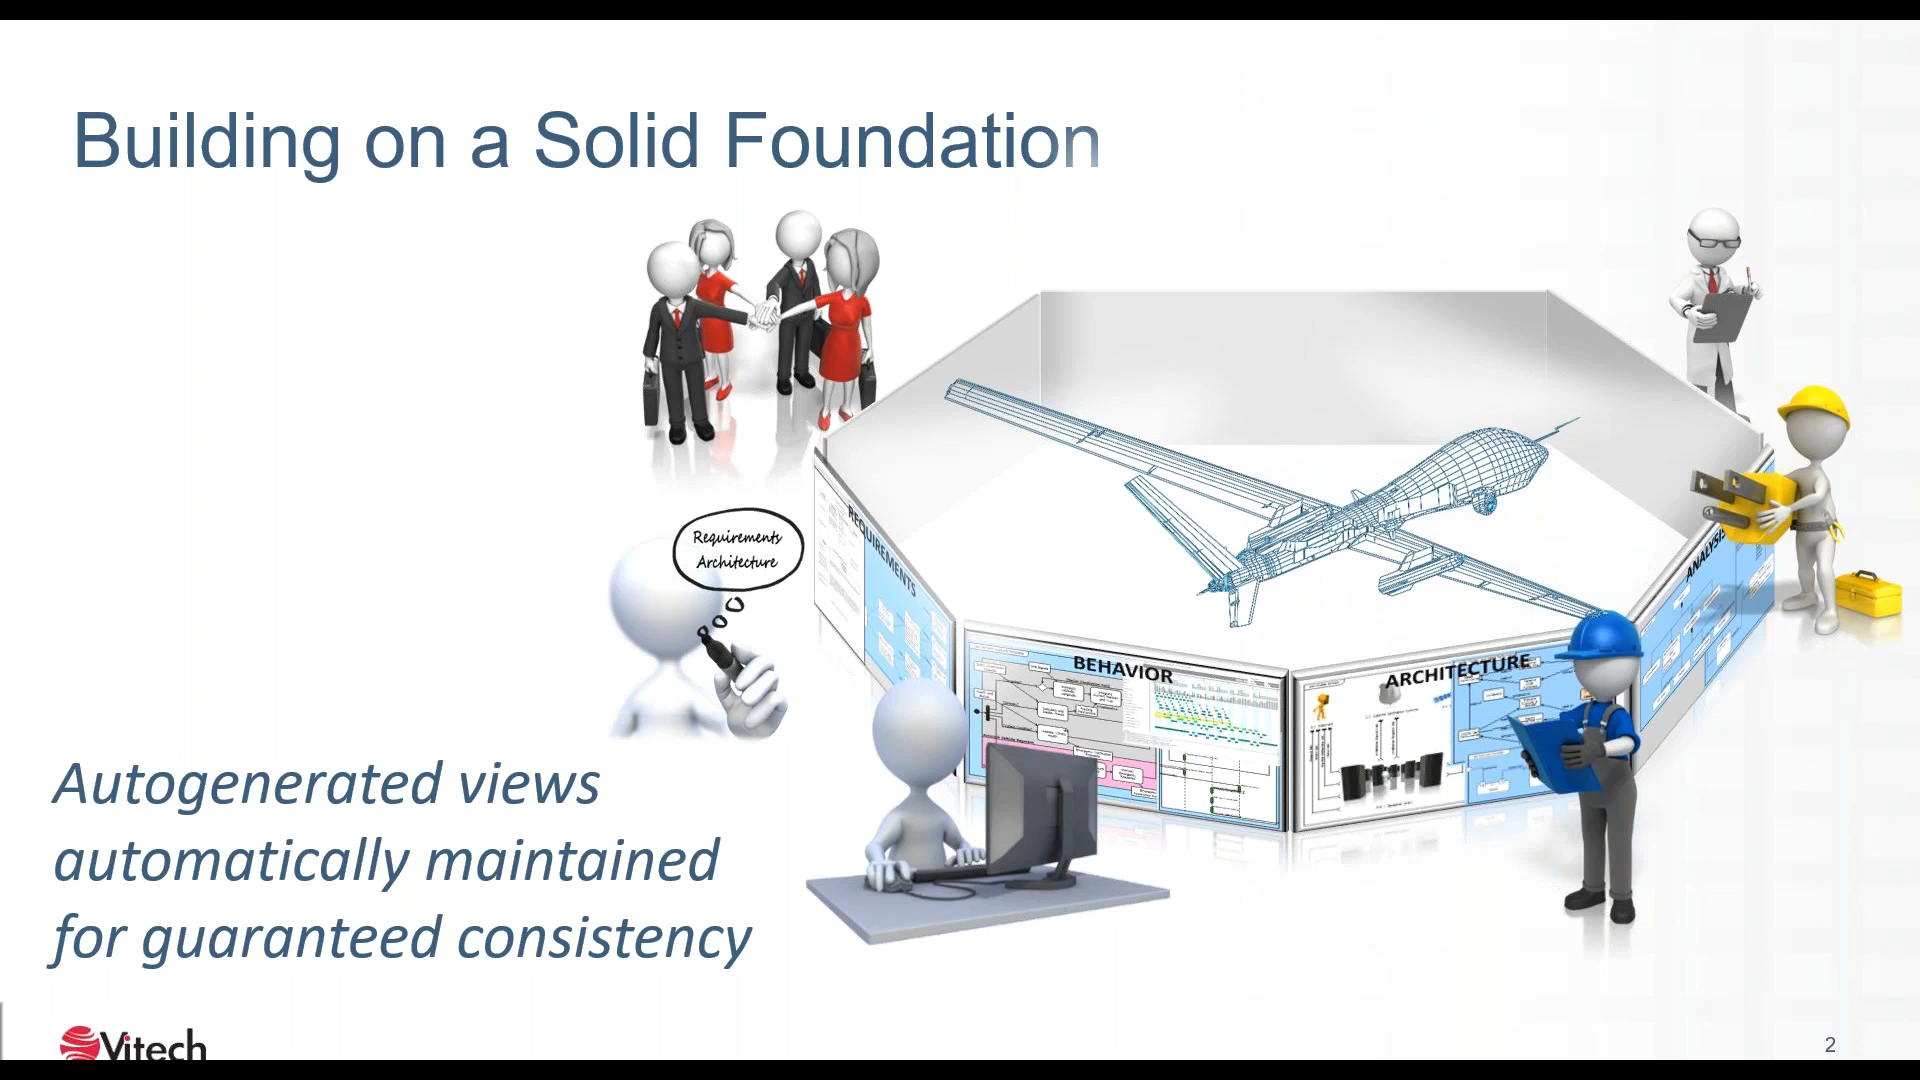 Building on a Solid Foundation
Requirements
Architecture
REQUIREMENTS
BEHAVIOR
ARCHITECTURE
ANALYSIS
Autogenerated views
automatically maintained
for guaranteed consistency
Vitech
2